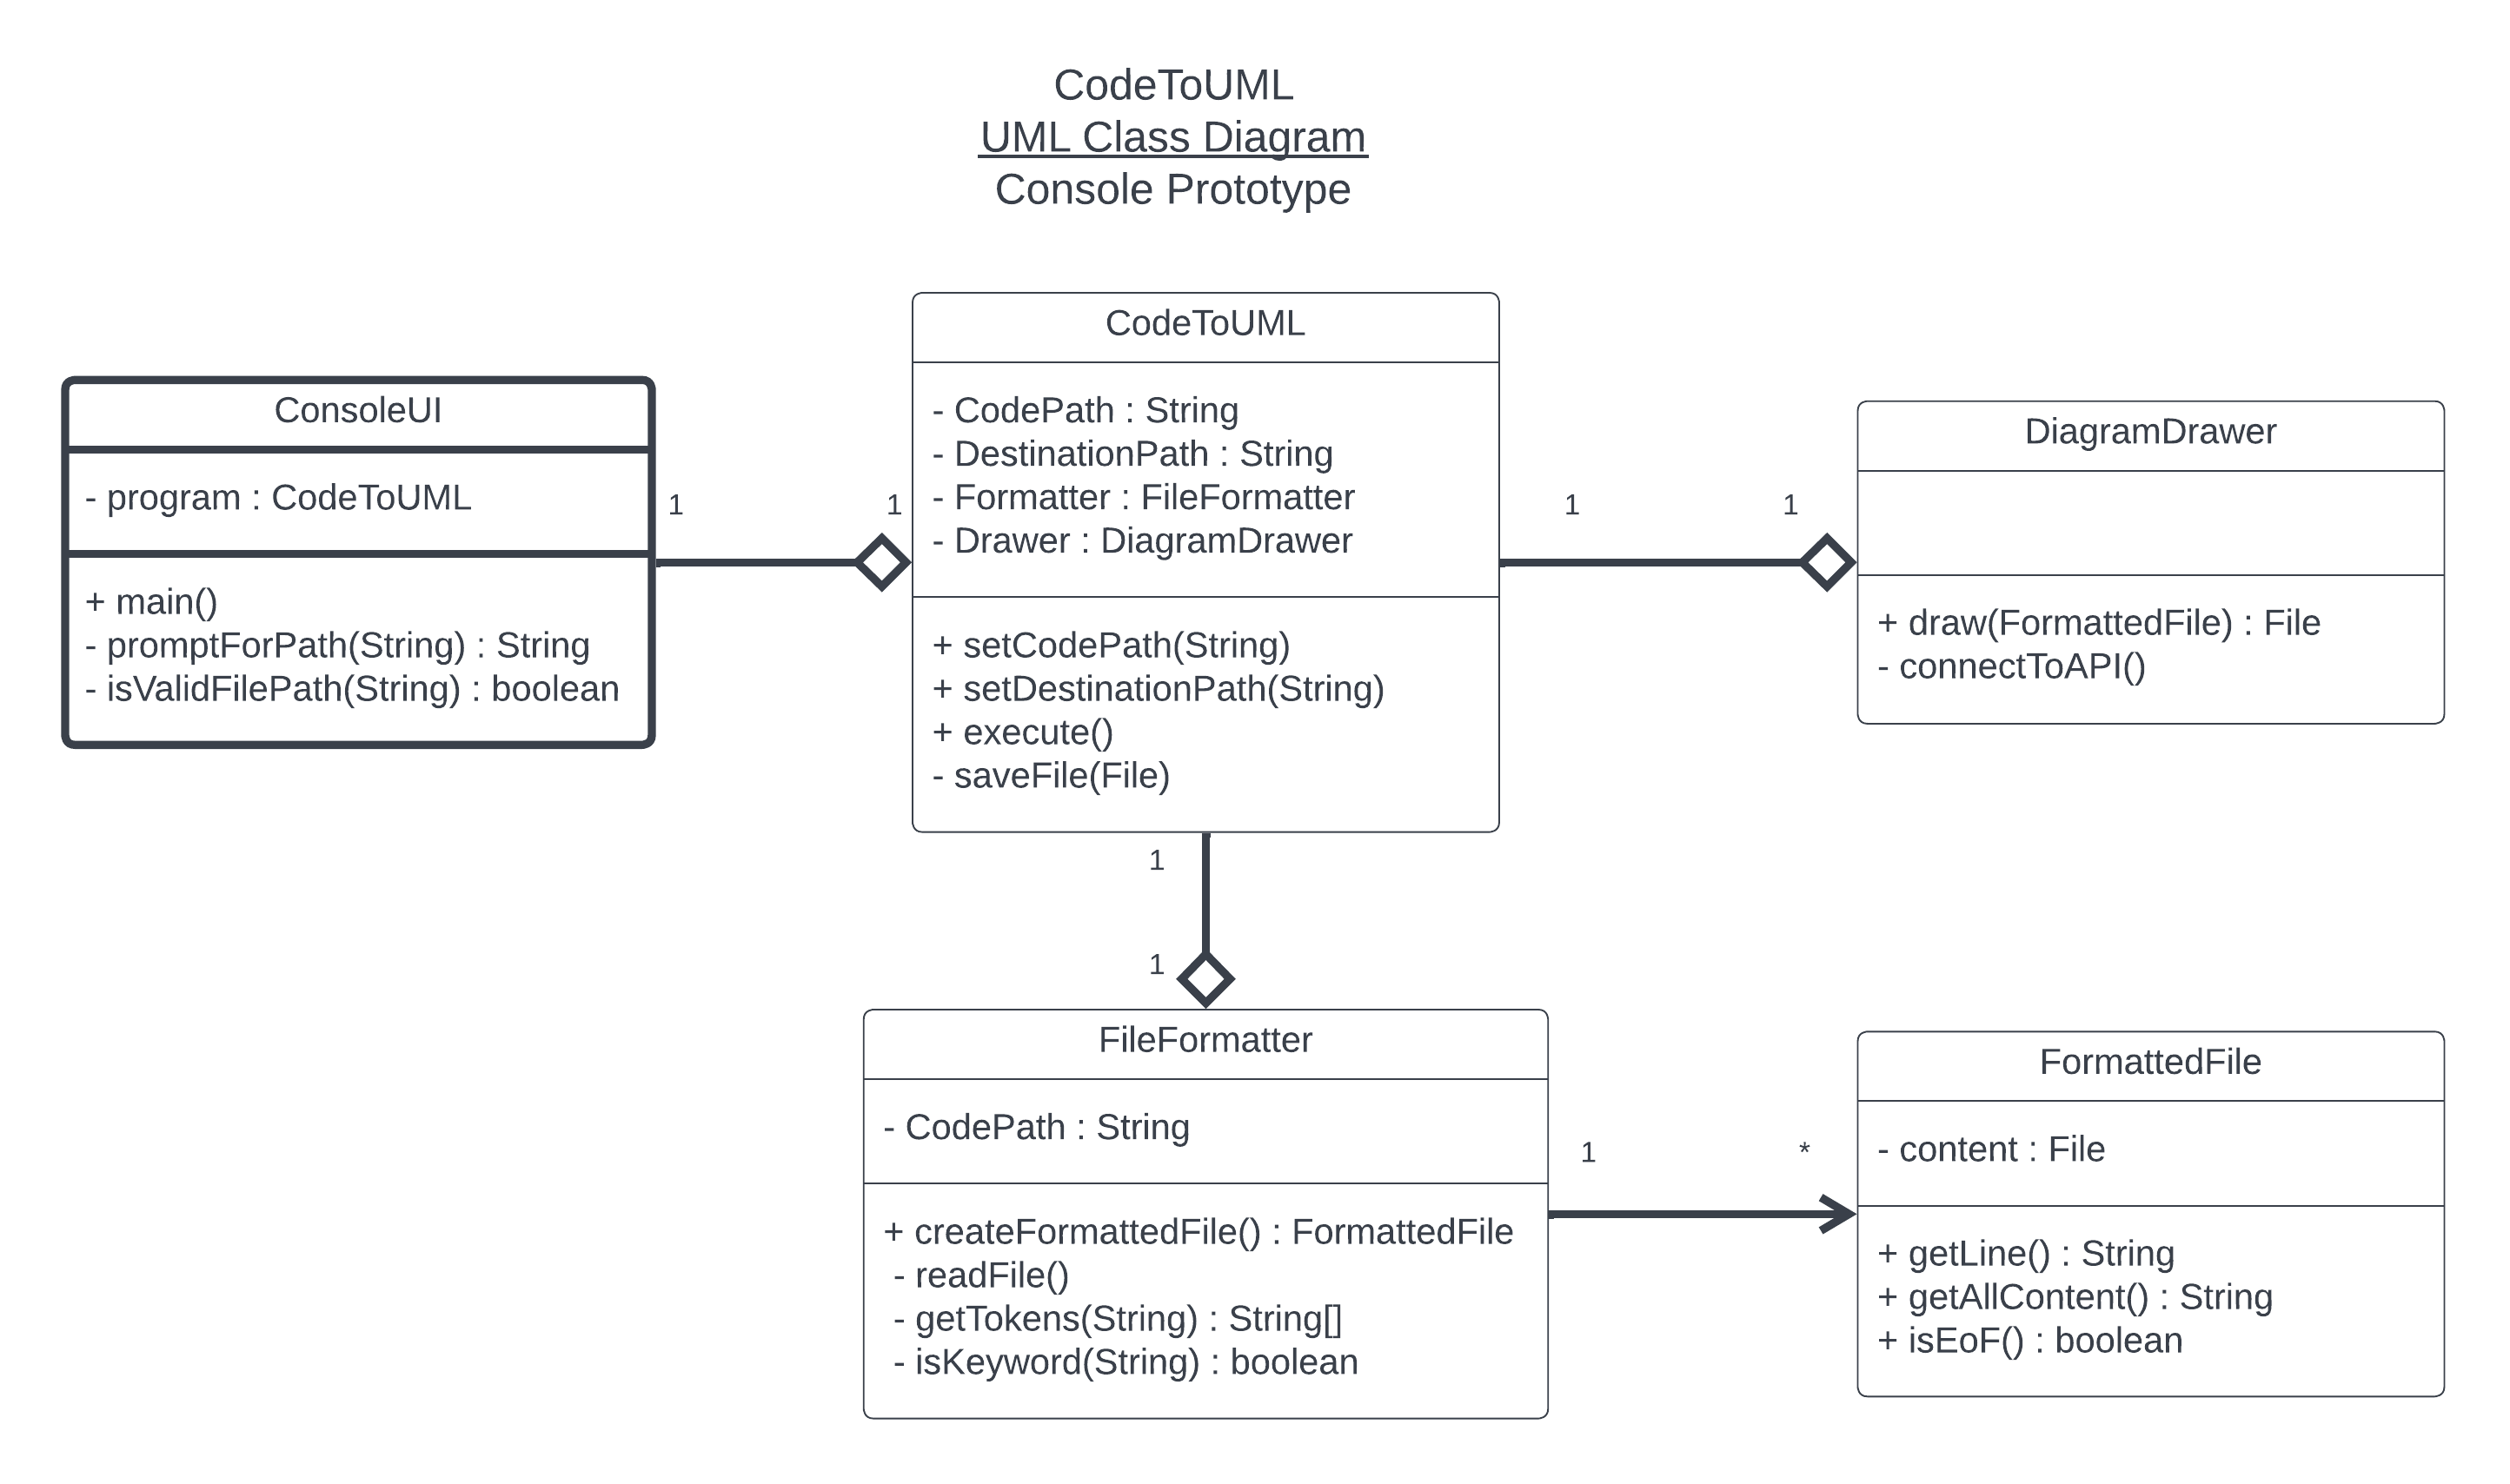 CodeToUML
UML Class Diagram
Console Prototype
ConsoleUI
- program : CodeToUML
+ main()
- promptForPath(String) : String
- isValidFilePath(String) : boolean
1
1
CodeToUML
- CodePath : String
- DestinationPath : String
- Formatter : FileFormatter
- Drawer : DiagramDrawer
+ setCodePath(String)
+ setDestinationPath(String)
+ execute()
- saveFile(File)
1
1
DiagramDrawer
+ draw(FormattedFile) : File
- connectToAPI()
1
1
FileFormatter
- CodePath : String
+ createFormattedFile() : FormattedFile
- readFile()
- getTokens(String) : String[]
- isKeyword(String) : boolean
1
*
FormattedFile
- content : File
+ getLine() : String
+ getAllContent() : String
+ isEoF() : boolean